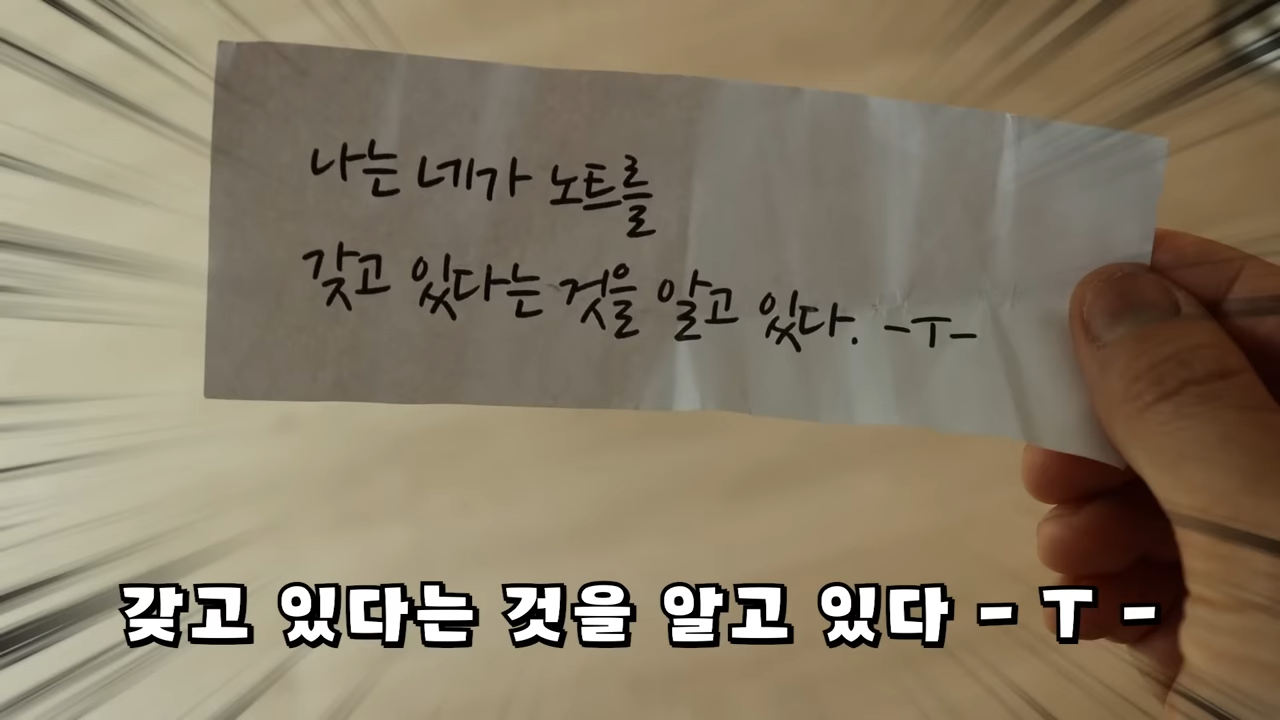 나는 네가 노트를
갖고 있다는 것을 알고 있다. -T-
갖고 있다는 것을 알고 있다 - T -